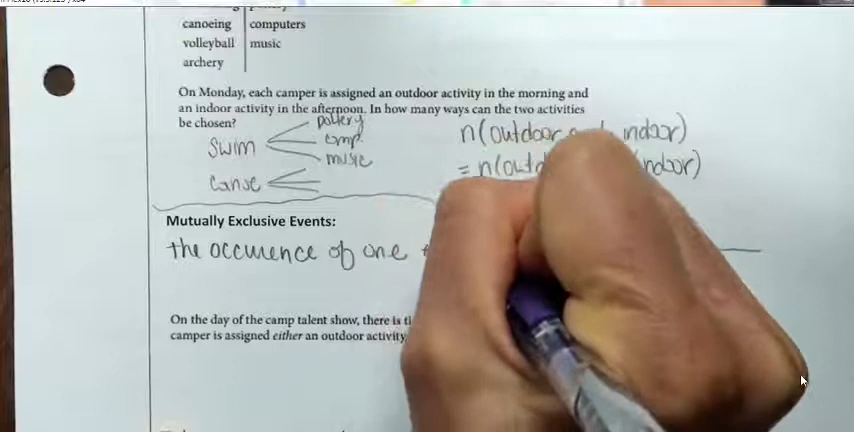 canoeing computers
volleyball music
archery
On Monday, each camper is assigned an outdoor activity in the morning and
an indoor activity in the afternoon. In how many ways can the two activities
be chosen?
pottery
swim comp.
music
canoe
n(outdoor indoor)
= n(outd ndoor)
Mutually Exclusive Events:
the occurence of one
On the day of the camp talent show, there is
camper is assigned either an outdoor activity